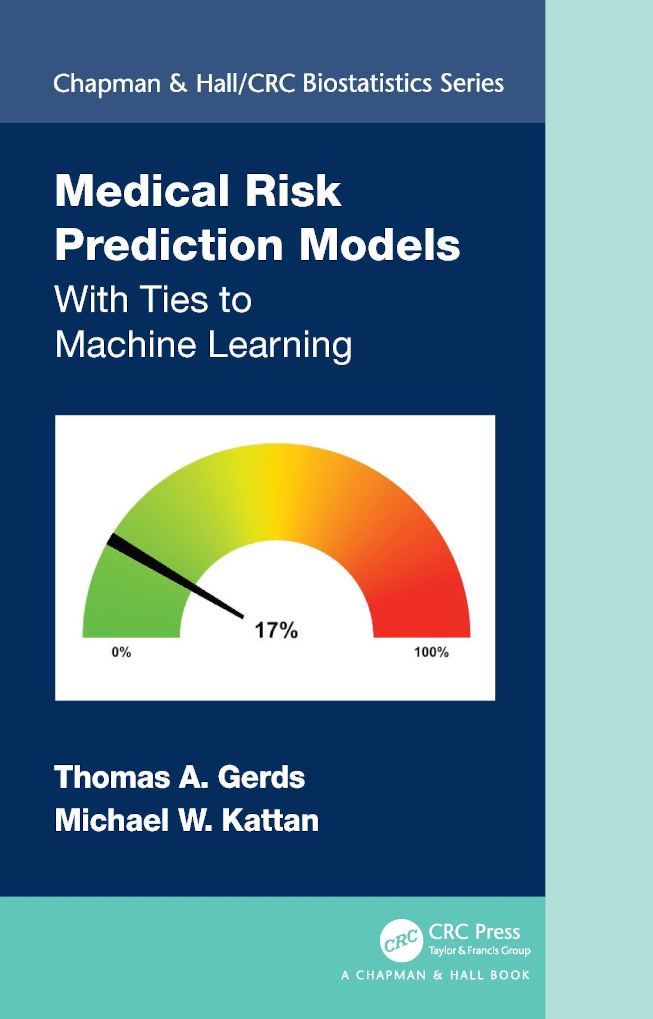 Chapman & Hall/CRC Biostatistics Series
Medical Risk
Prediction Models
With Ties to
Machine Learning
17%
0%
100%
Thomas A. Gerds
Michael W. Kattan
CRC
CRC Press
Taylor & Francis Group
A CHAPMAN & HALL BOOK